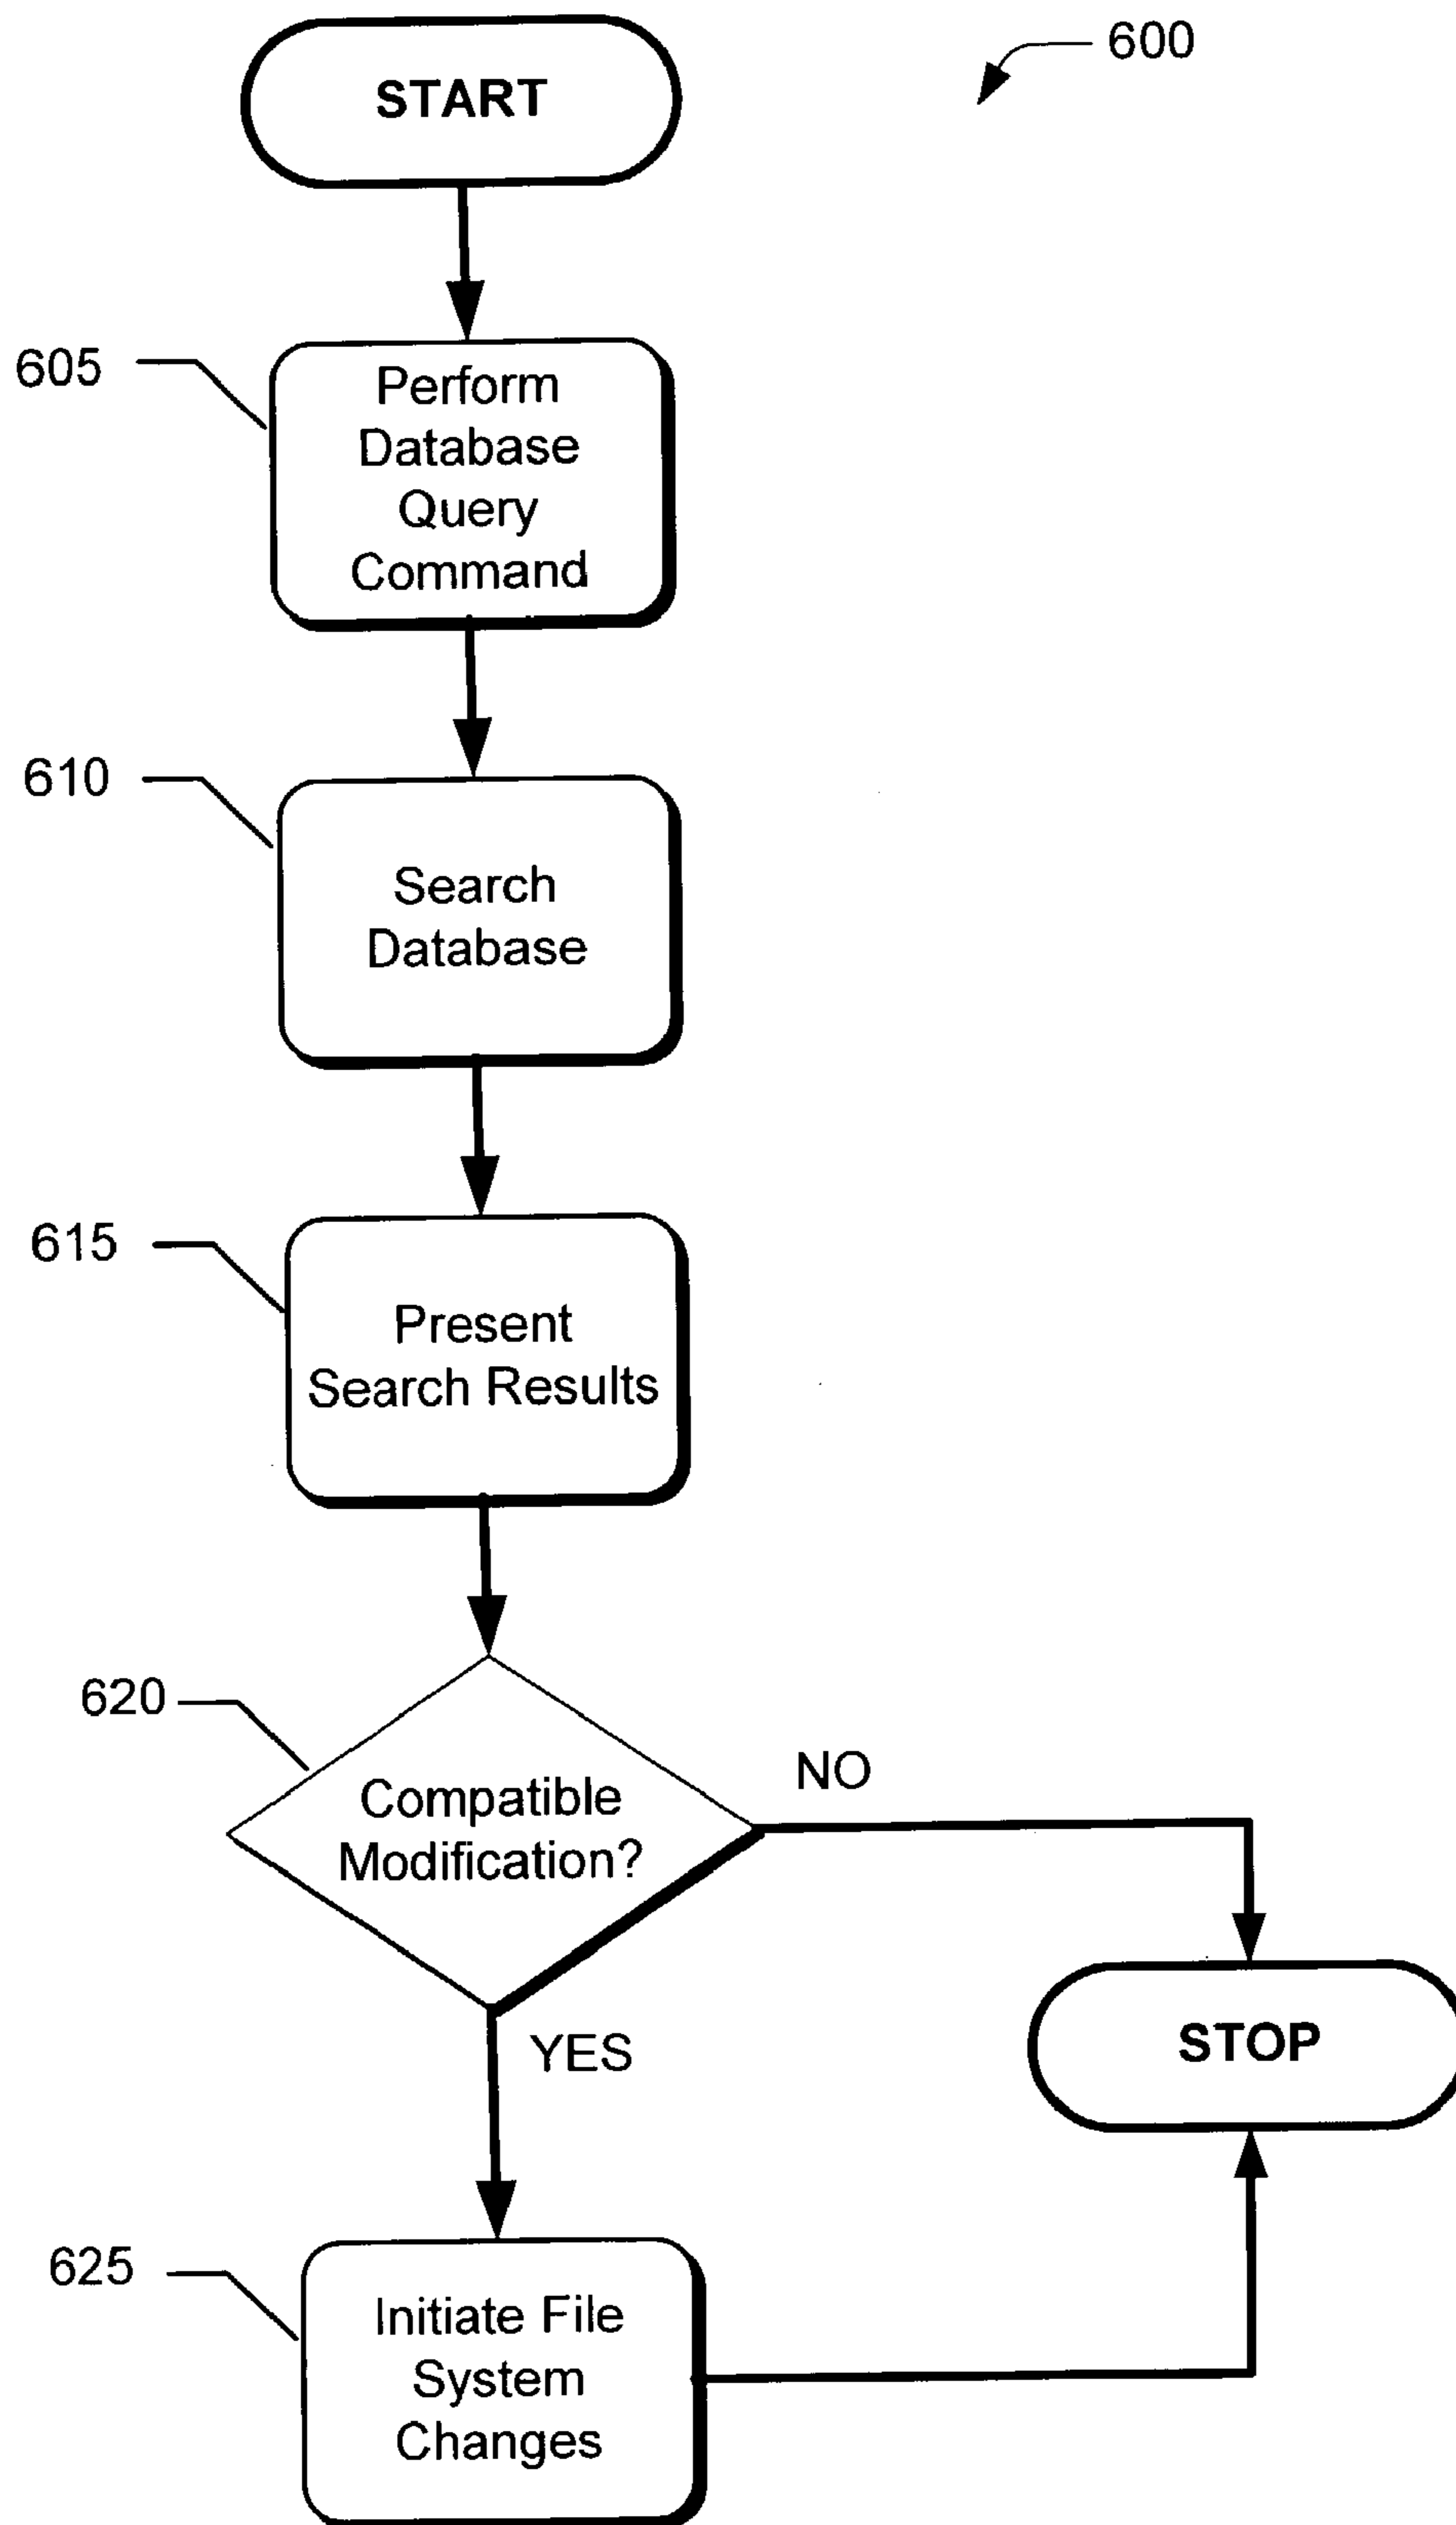 START
600
605
Perform
Database
Query
Command
610
Search
Database
615
Present
Search Results
620
Compatible
Modification?
NO
YES
STOP
625
Initiate File
System
Changes